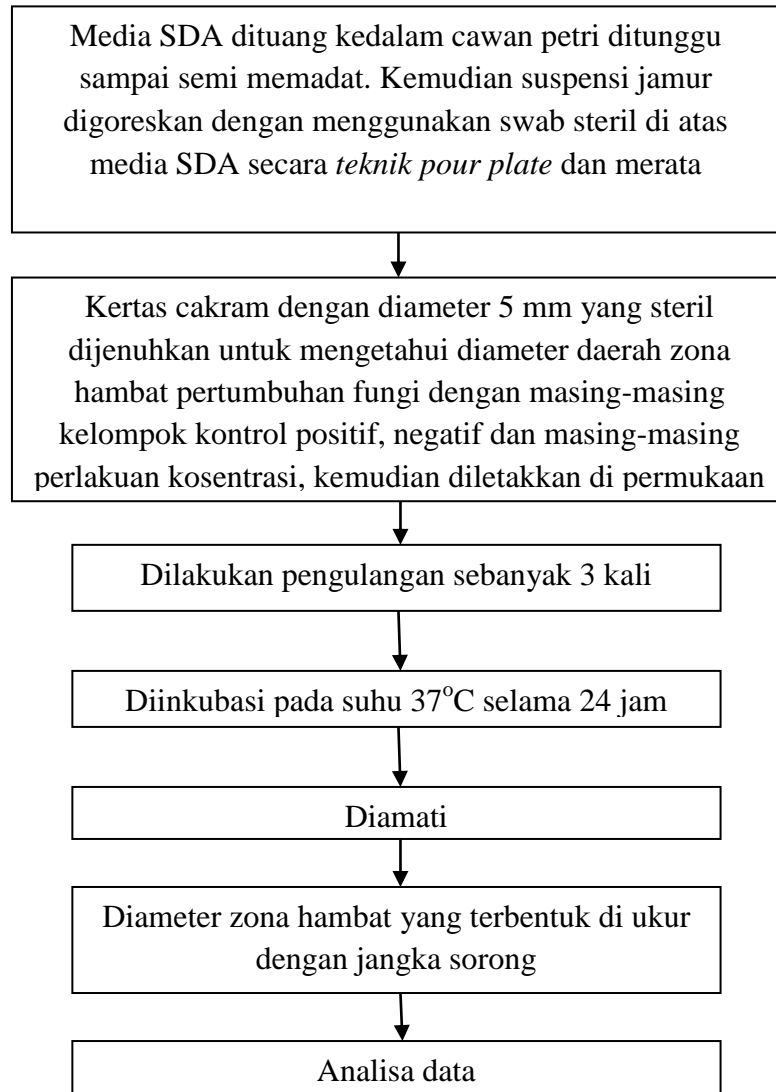 Media SDA dituang kedalam cawan petri ditunggu
sampai semi memadat. Kemudian suspensi jamur
digoreskan dengan menggunakan swab steril di atas
media SDA secara teknik pour plate dan merata
Kertas cakram dengan diameter 5 mm yang steril
dijenuhkan untuk mengetahui diameter daerah zona
hambat pertumbuhan fungi dengan masing-masing
kelompok kontrol positif, negatif dan masing-masing
perlakuan kosentrasi, kemudian diletakkan di permukaan
Dilakukan pengulangan sebanyak 3 kali
Diinkubasi pada suhu 37°C selama 24 jam
Diamati
Diameter zona hambat yang terbentuk di ukur
dengan jangka sorong
Analisa data